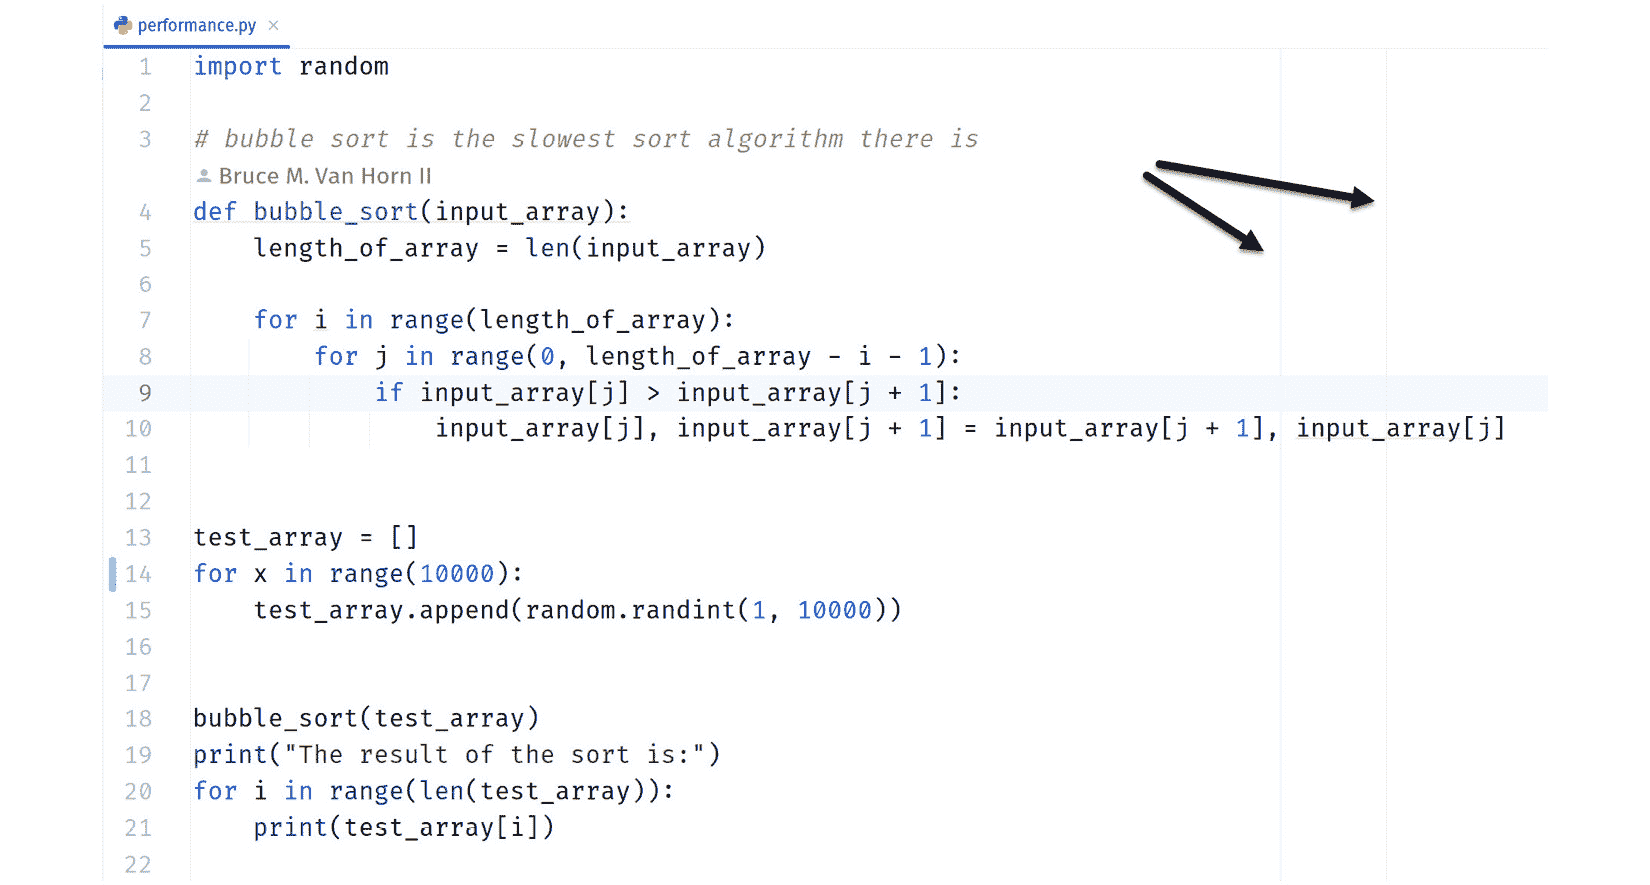 performance.py ×
1 import random
2
3 # bubble sort is the slowest sort algorithm there is
Bruce M. Van Horn II
4 def bubble_sort(input_array):
5     length_of_array = len(input_array)
6
7     for i in range(length_of_array):
8         for j in range(0, length_of_array - i - 1):
9             if input_array[j] > input_array[j + 1]:
10                 input_array[j], input_array[j + 1] = input_array[j + 1], input_array[j]
11
12
13 test_array = []
14 for x in range(10000):
15     test_array.append(random.randint(1, 10000))
16
17
18 bubble_sort(test_array)
19 print("The result of the sort is:")
20 for i in range(len(test_array)):
21     print(test_array[i])
22